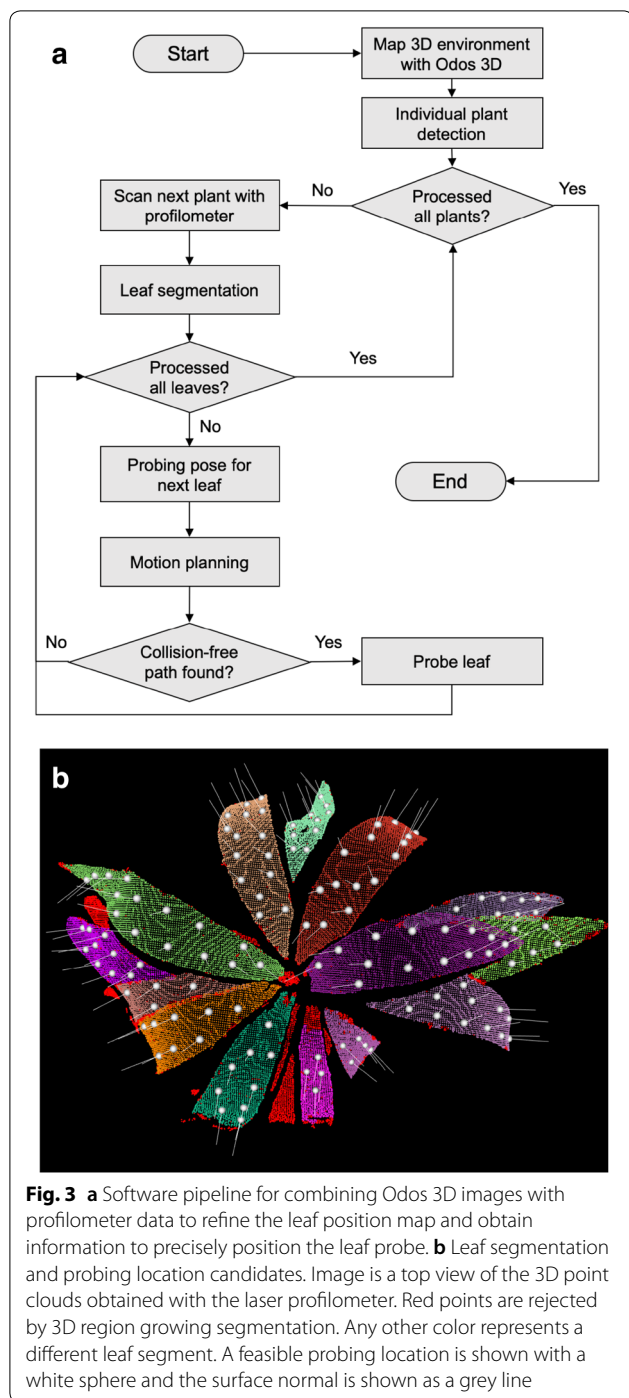 a
Start
Map 3D environment
with Odos 3D
Individual plant
detection
Processed
all plants?
No
Yes
Scan next plant with
profilometer
Leaf segmentation
Processed
all leaves?
Yes
No
Probing pose for
next leaf
End
Motion planning
Collision-free
path found?
No
Yes
Probe leaf
b
Fig. 3 a Software pipeline for combining Odos 3D images with
profilometer data to refine the leaf position map and obtain
information to precisely position the leaf probe. b Leaf segmentation
and probing location candidates. Image is a top view of the 3D point
clouds obtained with the laser profilometer. Red points are rejected
by 3D region growing segmentation. Any other color represents a
different leaf segment. A feasible probing location is shown with a
white sphere and the surface normal is shown as a grey line